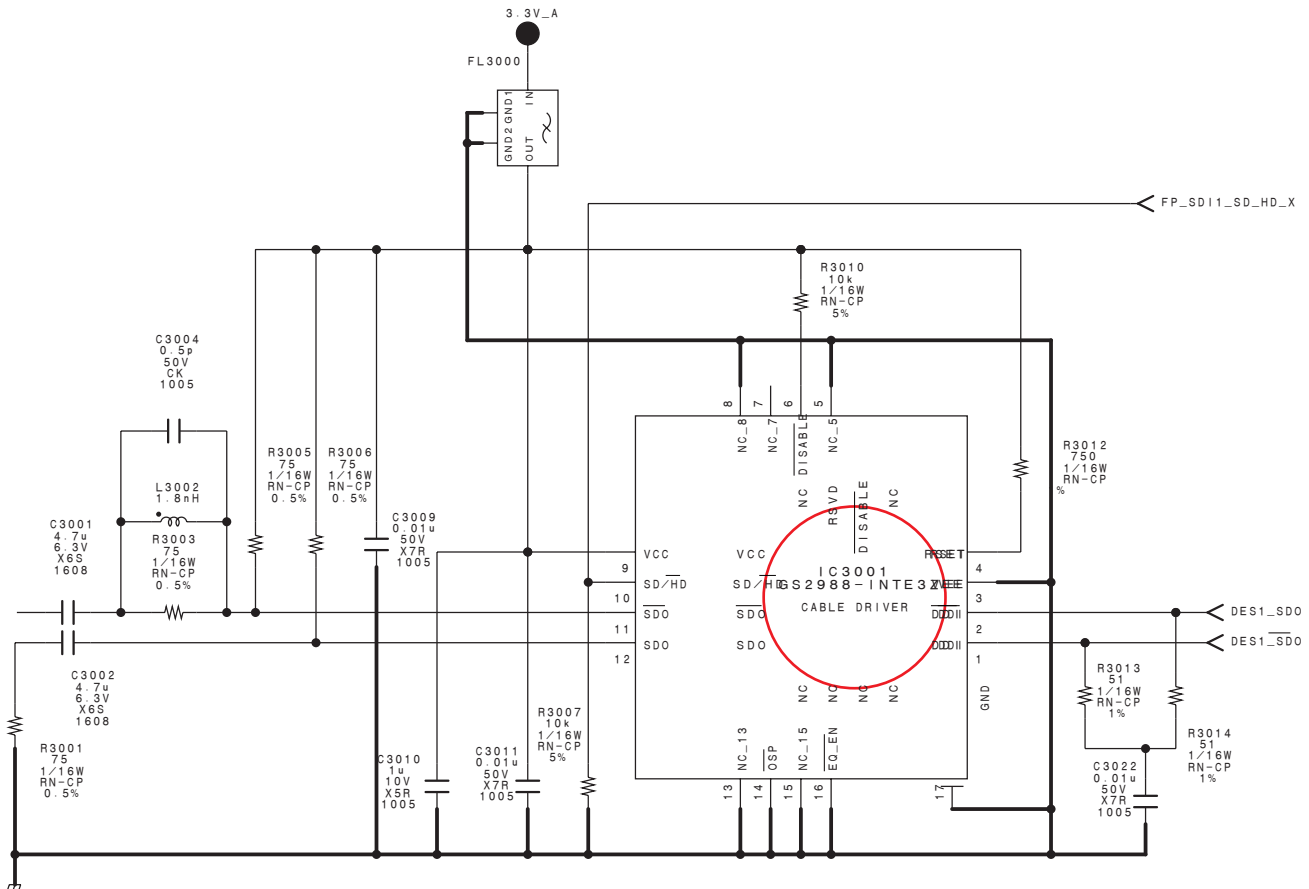 3.3V_A
FL3000
GND1
IN
GND2
OUT
FP_SDI1_SD_HD_X
R3010
10k
1/16W
RN-CP
5%
C3004
0.5p
50V
CK
1005
R3005
75
1/16W
RN-CP
0.5%
R3006
75
1/16W
RN-CP
0.5%
L3002
1.8nH
R3003
75
1/16W
RN-CP
0.5%
C3001
4.7u
6.3V
X6S
1608
C3009
0.01u
50V
X7R
1005
R3012
750
1/16W
RN-CP
%
8
7
6
5
NC_8
NC_7
DISABLE
NC_5
NC
RSVD
DISABLE
NC
VCC
VCC
9
4
SD/HD
SD/HD
10
3
SDO
SDO
11
2
SDO
SDO
12
1
IC3001
CABLE DRIVER
DES1_SDO
DES1_SDO
NC
NC
NC
NC
GND
NC_13
OSP
NC_15
EQ_EN
13
14
15
16
17
C3002
4.7u
6.3V
X6S
1608
R3001
75
1/16W
RN-CP
0.5%
C3010
1u
10V
X5R
1005
C3011
0.01u
50V
X7R
1005
R3007
10k
1/16W
RN-CP
5%
R3013
51
1/16W
RN-CP
1%
R3014
51
1/16W
RN-CP
1%
C3022
0.01u
50V
X7R
1005